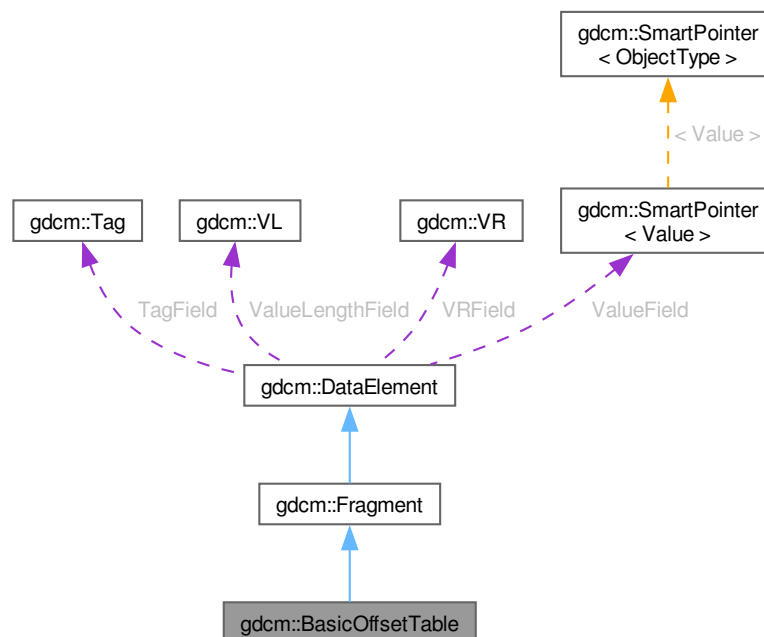 gdcm::SmartPointer
< ObjectType >
< Value >
gdcm::Tag
gdcm::VL
gdcm::VR
gdcm::SmartPointer
< Value >
TagField
ValueLengthField
VRField
ValueField
gdcm::DataElement
gdcm::Fragment
gdcm::BasicOffsetTable